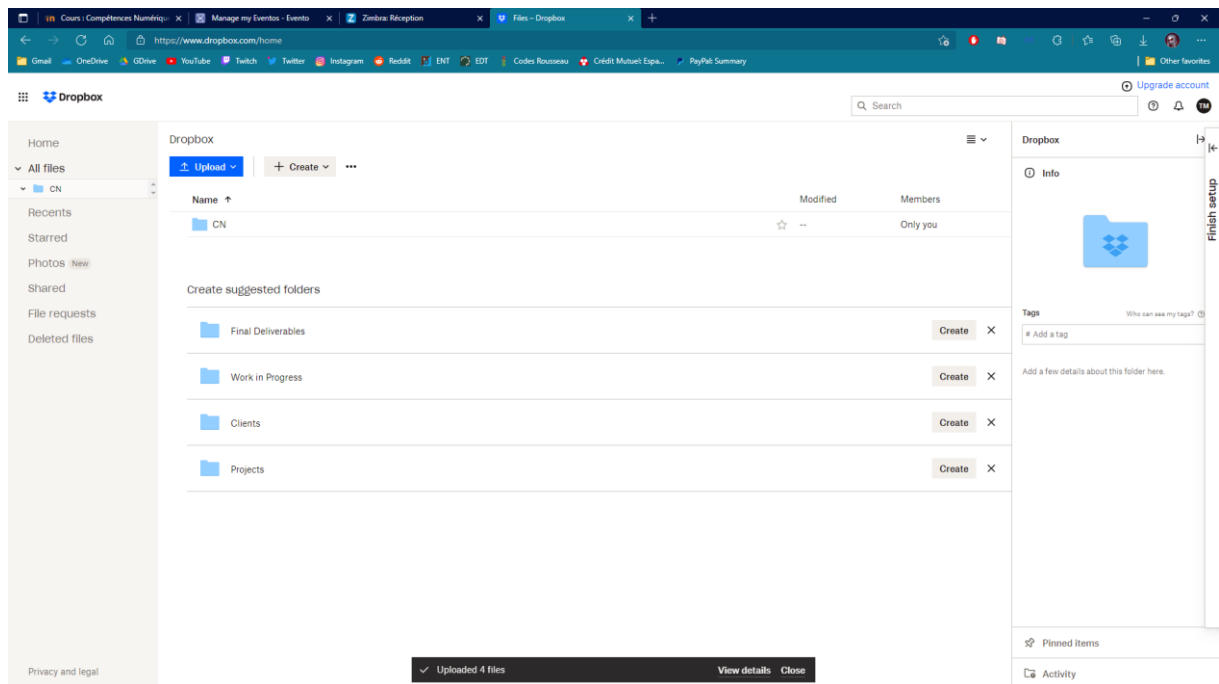 Cours : Compétences Numériqu
Manage my Eventos - Evento
Zimbra: Réception
Files – Dropbox
https://www.dropbox.com/home
Gmail OneDrive GDrive YouTube Twitch Twitter Instagram Reddit ENT EDT Codes Rousseau Crédit Mutuel: Espa... PayPal: Summary Other favorites
Upgrade account
Dropbox
Search
TM
Home
All files
CN
Recents
Starred
Photos New
Shared
File requests
Deleted files
Privacy and legal
Dropbox
Upload
Create
Name Modified Members
CN -- Only you
Create suggested folders
Final Deliverables Create
Work in Progress Create
Clients Create
Projects Create
Uploaded 4 files View details Close
Dropbox
Info
Tags Who can see my tags?
# Add a tag
Add a few details about this folder here.
Pinned items
Activity
Finish setup